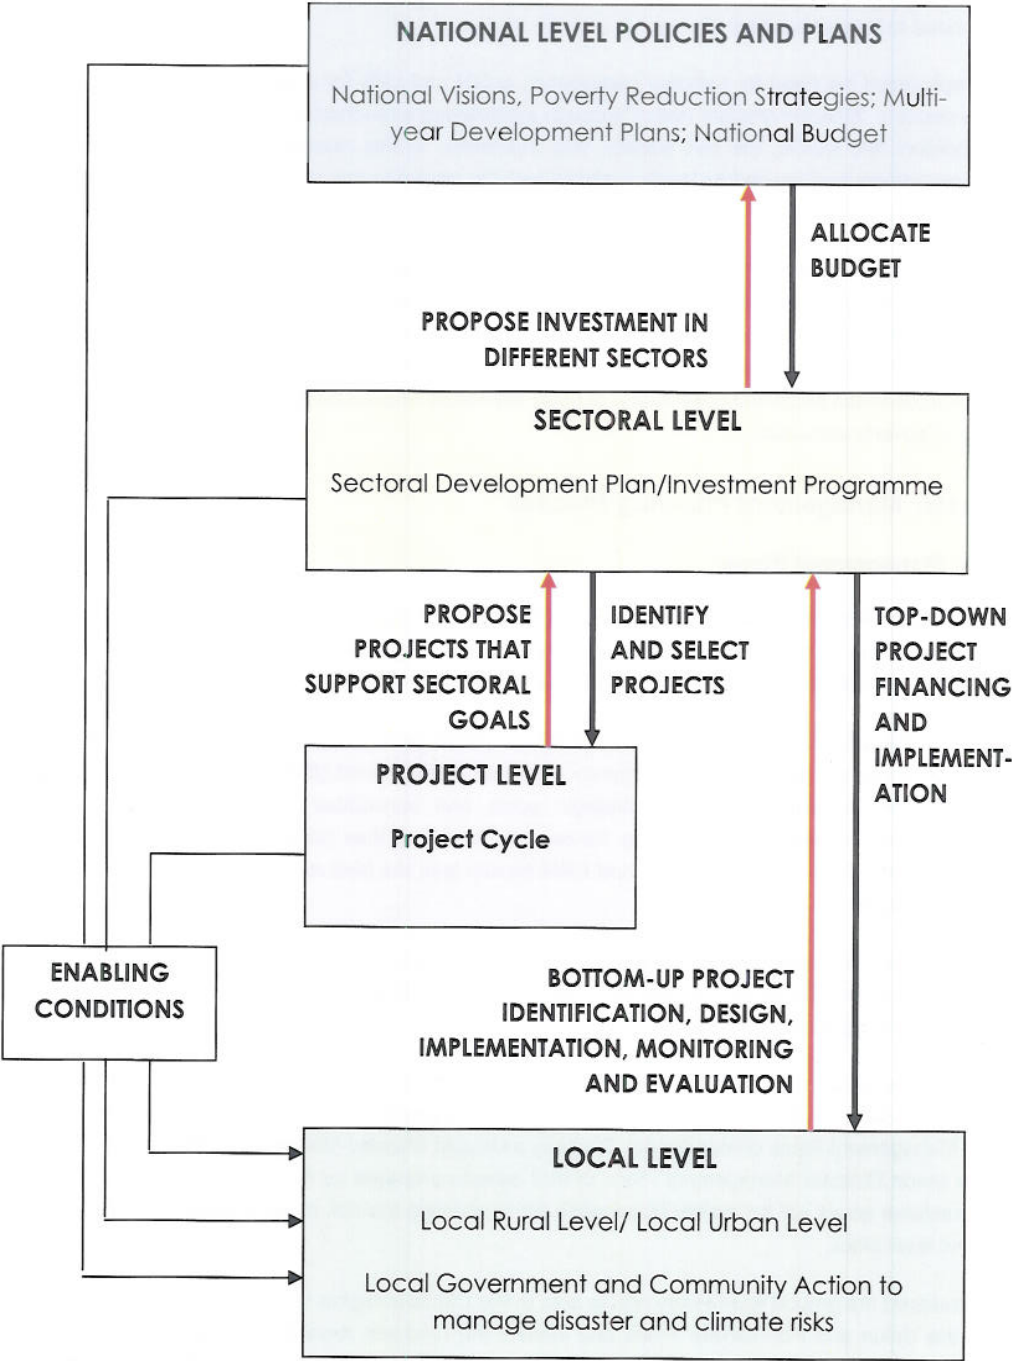 NATIONAL LEVEL POLICIES AND PLANS
National Visions, Poverty Reduction Strategies; Multi-
year Development Plans; National Budget
ALLOCATE
BUDGET
PROPOSE INVESTMENT IN
DIFFERENT SECTORS
SECTORAL LEVEL
Sectoral Development Plan/Investment Programme
PROPOSE
PROJECTS THAT
SUPPORT SECTORAL
GOALS
IDENTIFY
AND SELECT
PROJECTS
TOP-DOWN
PROJECT
FINANCING
AND
IMPLEMENT-
ATION
PROJECT LEVEL
Project Cycle
ENABLING
CONDITIONS
BOTTOM-UP PROJECT
IDENTIFICATION, DESIGN,
IMPLEMENTATION, MONITORING
AND EVALUATION
LOCAL LEVEL
Local Rural Level/ Local Urban Level
Local Government and Community Action to
manage disaster and climate risks